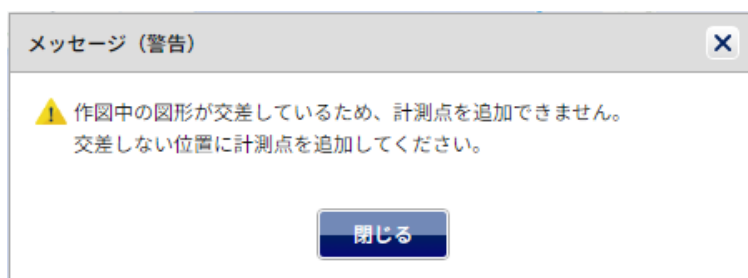 メッセージ（警告）
作図中の図形が交差しているため、計測点を追加できません。
交差しない位置に計測点を追加してください。
閉じる